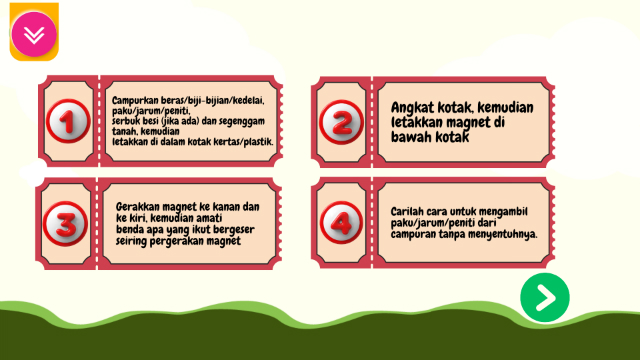 1
Campurkan beras/biji-bijian/kedelai,
paku/jarum/peniti,
serbuk besi (jika ada) dan segenggam
tanah, kemudian
letakkan di dalam kotak kertas/plastik.
2
Angkat kotak, kemudian
letakkan magnet di
bawah kotak
3
Gerakkan magnet ke kanan dan
ke kiri, kemudian amati
benda apa yang ikut bergeser
seiring pergerakan magnet
4
Carilah cara untuk mengambil
paku/jarum/peniti dari
campuran tanpa menyentuhnya.